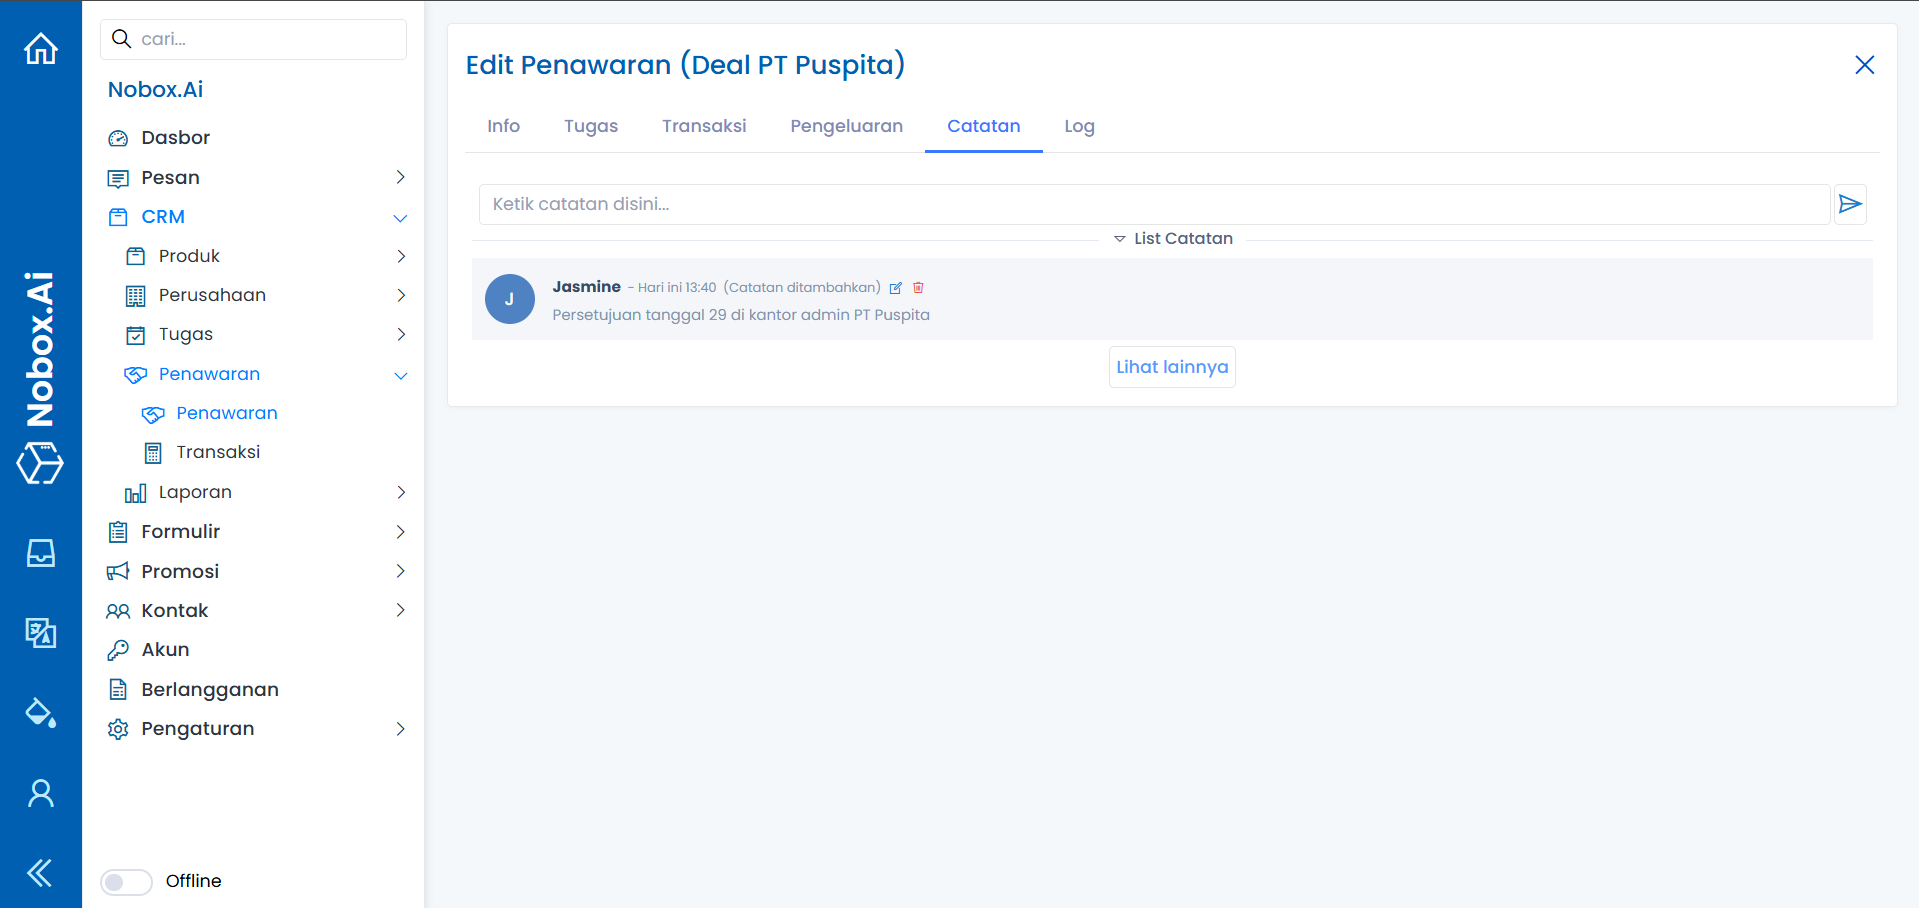 Nobox.Ai
cari...
Nobox.Ai
Dasbor
Pesan
CRM
Produk
Perusahaan
Tugas
Penawaran
Penawaran
Transaksi
Laporan
Formulir
Promosi
Kontak
Akun
Berlangganan
Pengaturan
Offline
Edit Penawaran (Deal PT Puspita)
Info Tugas Transaksi Pengeluaran Catatan Log
Ketik catatan disini...
List Catatan
J
Jasmine - Hari ini 13:40 (Catatan ditambahkan)
Persetujuan tanggal 29 di kantor admin PT Puspita
Lihat lainnya